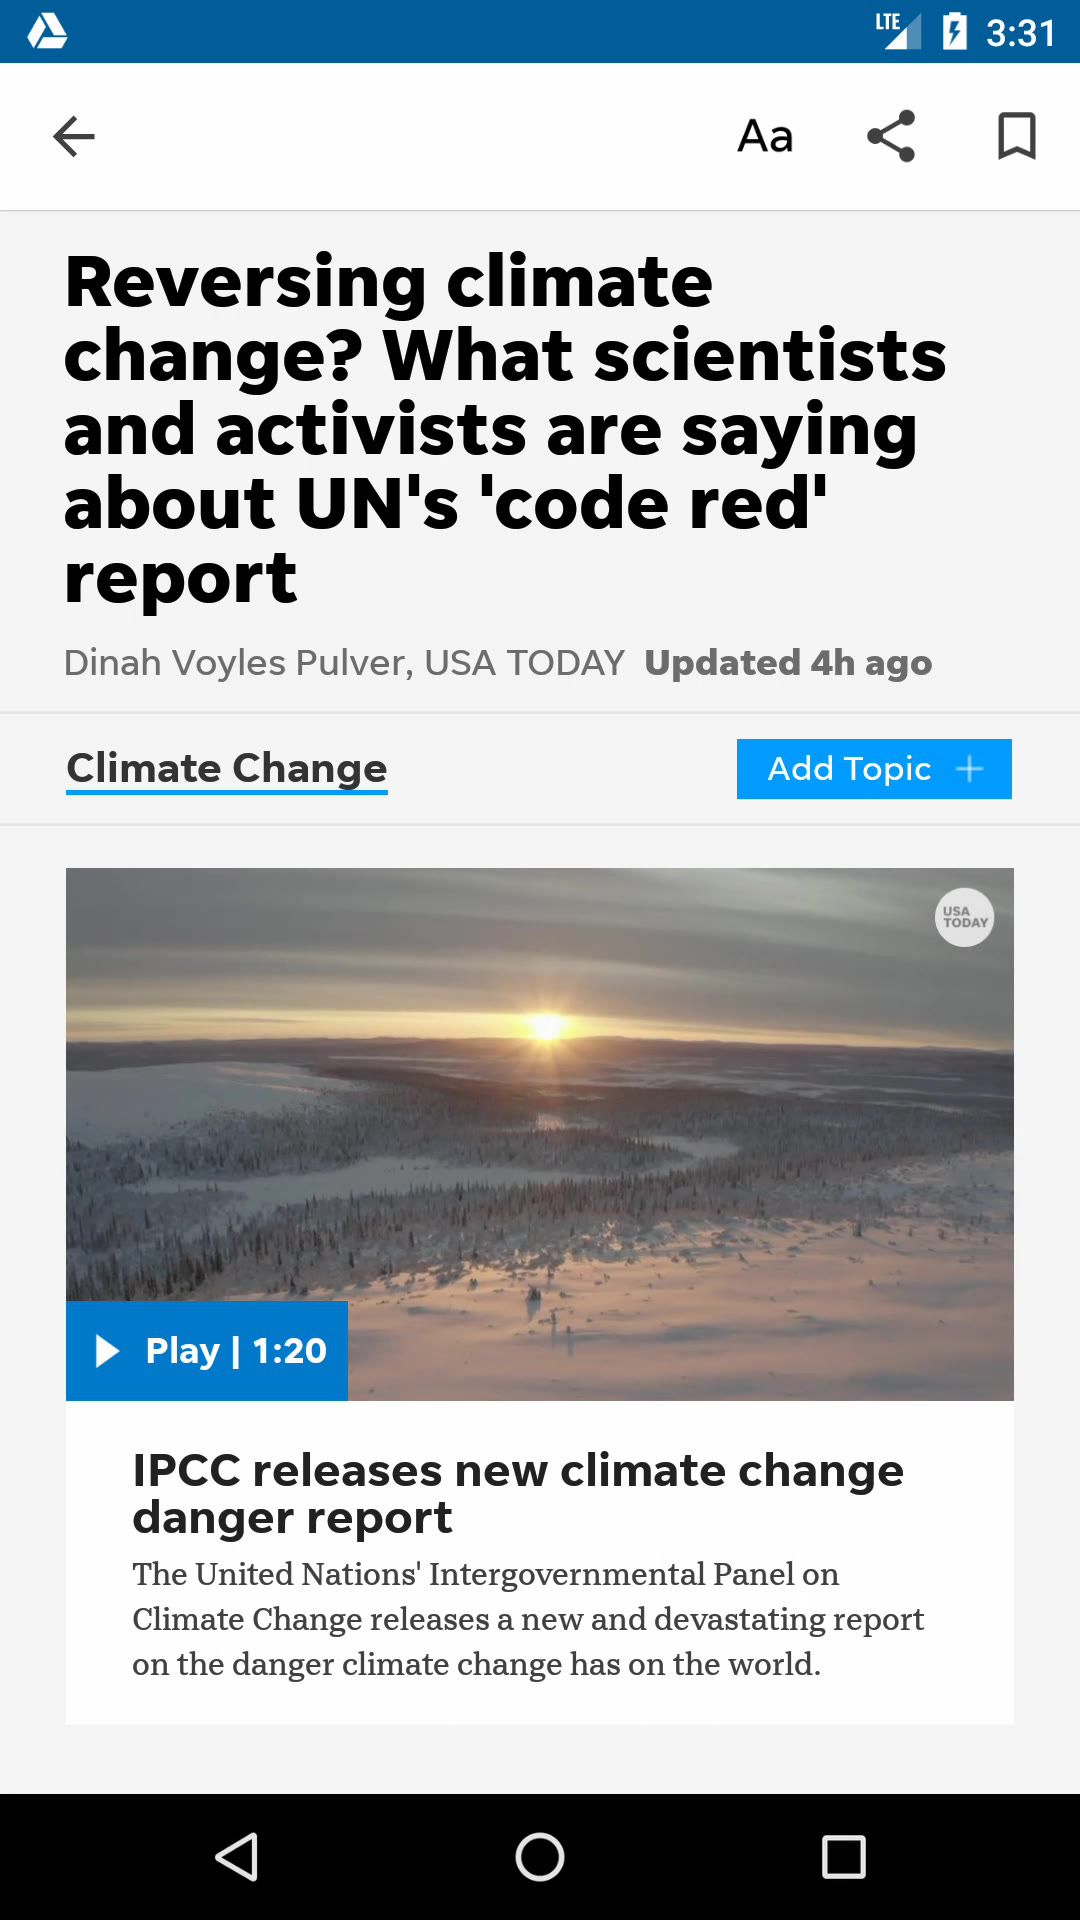 LTE 3:31
Aa
Reversing climate
change? What scientists
and activists are saying
about UN's 'code red'
report
Dinah Voyles Pulver, USA TODAY Updated 4h ago
Climate Change
Add Topic +
USA
TODAY
Play | 1:20
IPCC releases new climate change
danger report
The United Nations' Intergovernmental Panel on
Climate Change releases a new and devastating report
on the danger climate change has on the world.